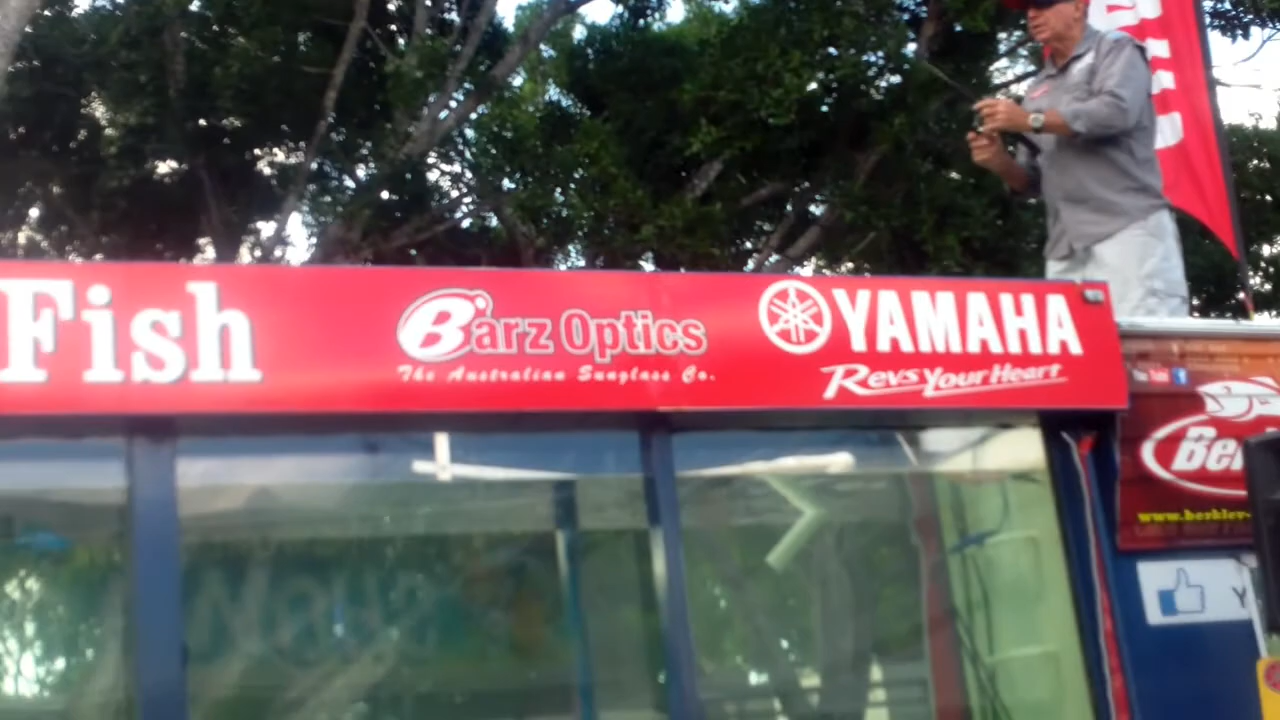 Fish
Barz Optics
The Australian Sunglass Co.
YAMAHA
Revs Your Heart